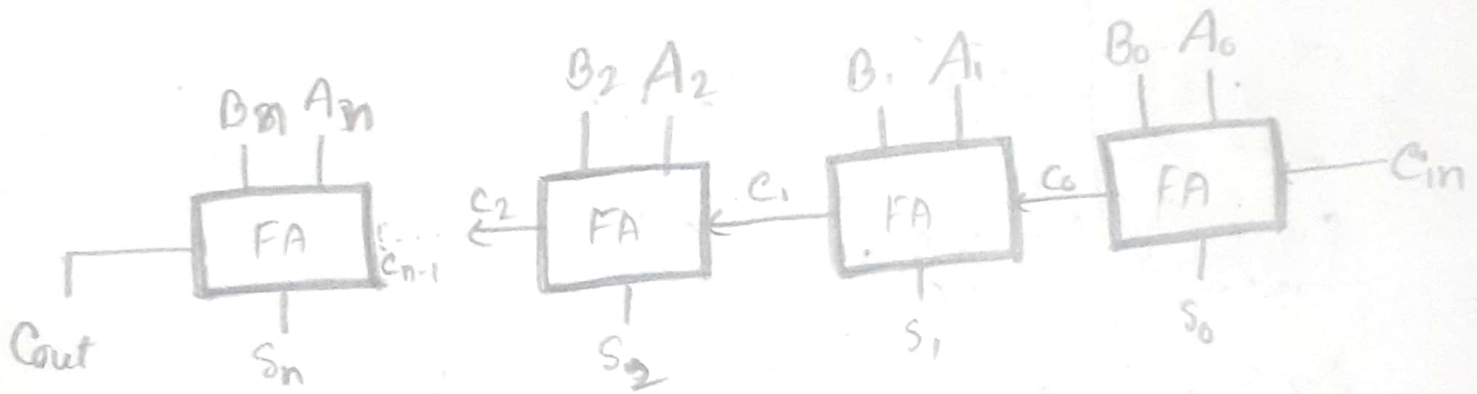 Bn An B2 A2 B1 A1 B0 A0
FA C2 FA C1 FA C0 FA Cin
Cn-1
Cout Sn S2 S1 S0